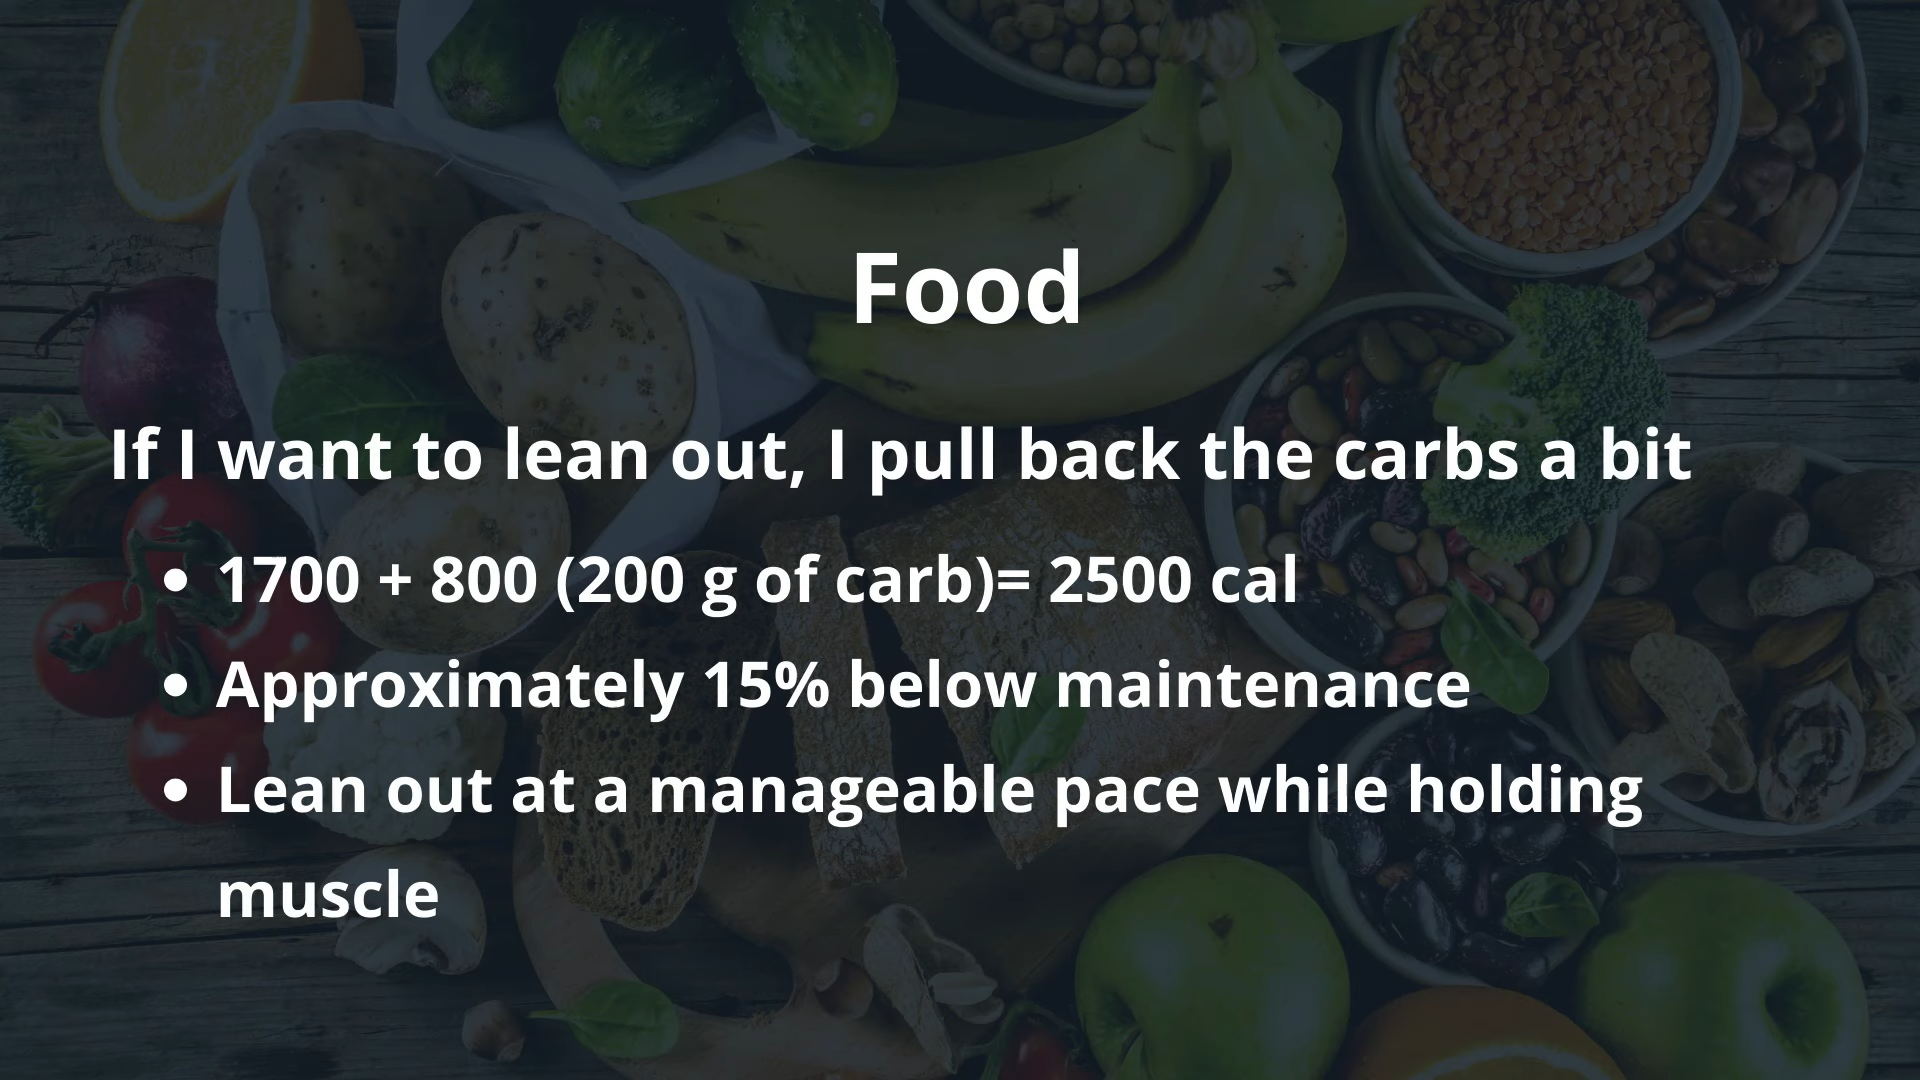 Food
If I want to lean out, I pull back the carbs a bit
• 1700 + 800 (200 g of carb)= 2500 cal
• Approximately 15% below maintenance
• Lean out at a manageable pace while holding
muscle